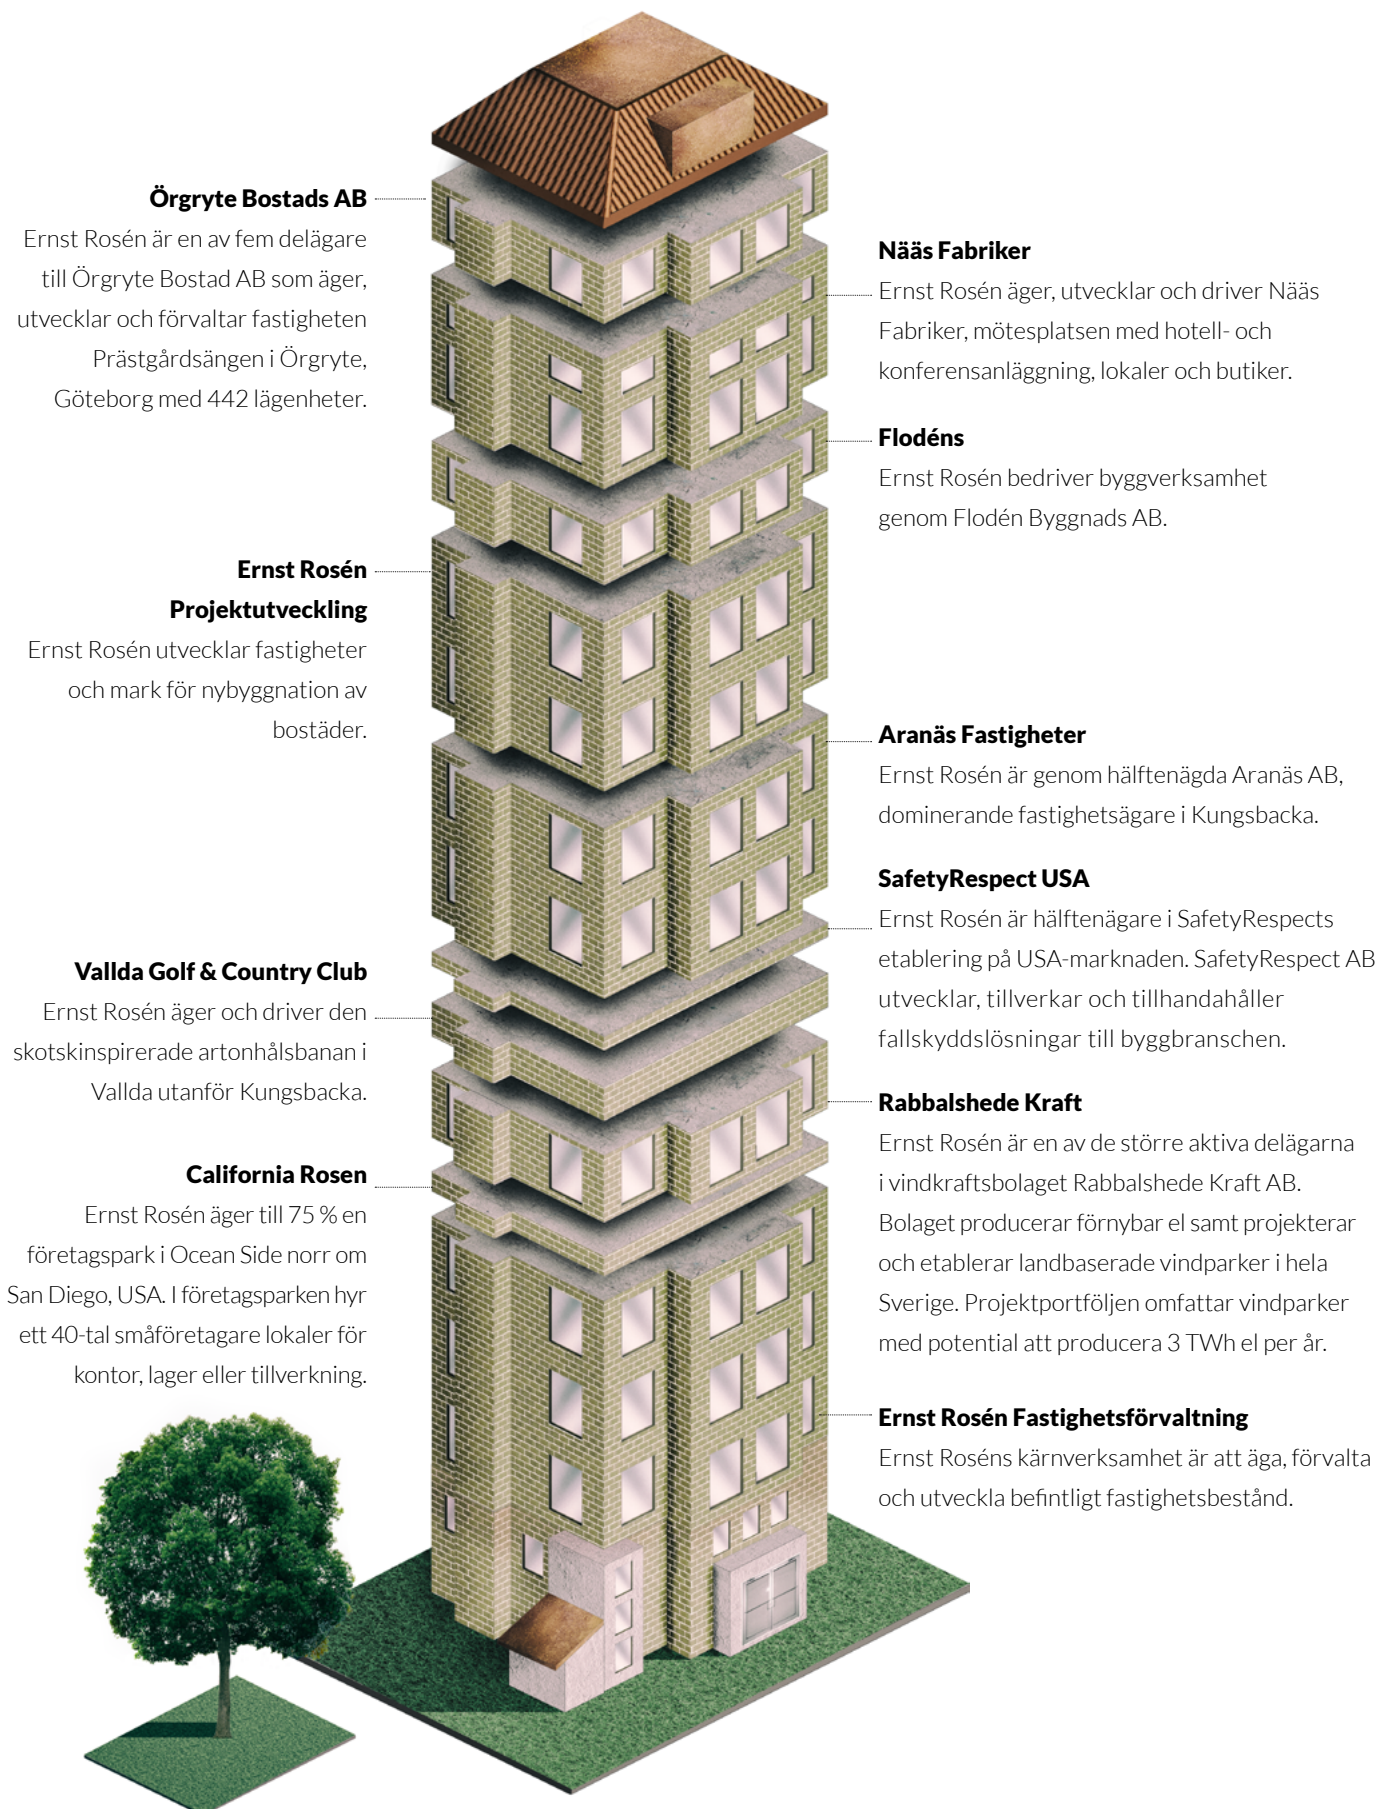 Örgryte Bostads AB
Ernst Rosén är en av fem delägare
till Örgryte Bostad AB som äger,
utvecklar och förvaltar fastigheten
Prästgårdsängen i Örgryte,
Göteborg med 442 lägenheter.
Ernst Rosén
Projektutveckling
Ernst Rosén utvecklar fastigheter
och mark för nybyggnation av
bostäder.
Vallda Golf & Country Club
Ernst Rosén äger och driver den
skotskinspirerade artonhålsbanan i
Vallda utanför Kungsbacka.
California Rosen
Ernst Rosén äger till 75 % en
företagspark i Ocean Side norr om
San Diego, USA. I företagsparken hyr
ett 40-tal småföretagare lokaler för
kontor, lager eller tillverkning.
Nääs Fabriker
Ernst Rosén äger, utvecklar och driver Nääs
Fabriker, mötesplatsen med hotell- och
konferensanläggning, lokaler och butiker.
Flodéns
Ernst Rosén bedriver byggverksamhet
genom Flodén Byggnads AB.
Aranäs Fastigheter
Ernst Rosén är genom hälftenägda Aranäs AB,
dominerande fastighetsägare i Kungsbacka.
SafetyRespect USA
Ernst Rosén är hälftenägare i SafetyRespects
etablering på USA-marknaden. SafetyRespect AB
utvecklar, tillverkar och tillhandahåller
fallskyddslösningar till byggbranschen.
Rabbalshede Kraft
Ernst Rosén är en av de större aktiva delägarna
i vindkraftsbolaget Rabbalshede Kraft AB.
Bolaget producerar förnybar el samt projekterar
och etablerar landbaserade vindparker i hela
Sverige. Projektportföljen omfattar vindparker
med potential att producera 3 TWh el per år.
Ernst Rosén Fastighetsförvaltning
Ernst Roséns kärnverksamhet är att äga, förvalta
och utveckla befintligt fastighetsbestånd.